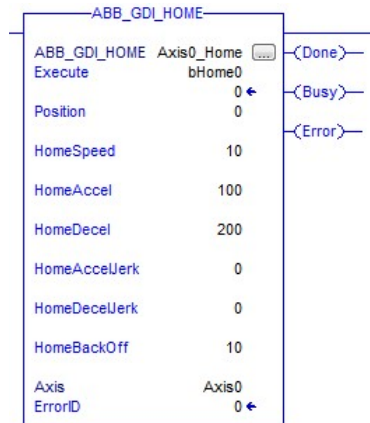 ABB_GDI_HOME
ABB_GDI_HOME Axis0_Home ... (Done)
Execute bHome0
0 (Busy)
Position 0
(Error)
HomeSpeed 10
HomeAccel 100
HomeDecel 200
HomeAccelJerk 0
HomeDecelJerk 0
HomeBackOff 10
Axis Axis0
ErrorID 0